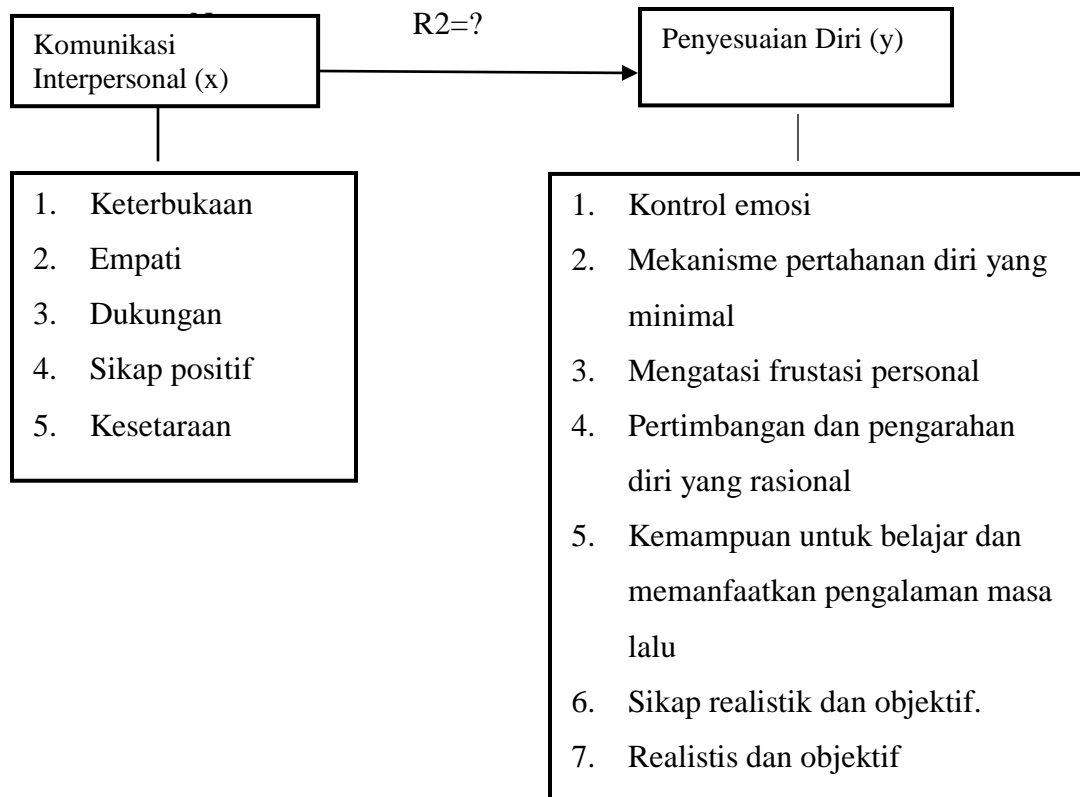 R2=?
Komunikasi
Interpersonal (x)
Penyesuaian Diri (y)
1. Keterbukaan
2. Empati
3. Dukungan
4. Sikap positif
5. Kesetaraan
1. Kontrol emosi
2. Mekanisme pertahanan diri yang
minimal
3. Mengatasi frustasi personal
4. Pertimbangan dan pengarahan
diri yang rasional
5. Kemampuan untuk belajar dan
memanfaatkan pengalaman masa
lalu
6. Sikap realistik dan objektif.
7. Realistis dan objektif